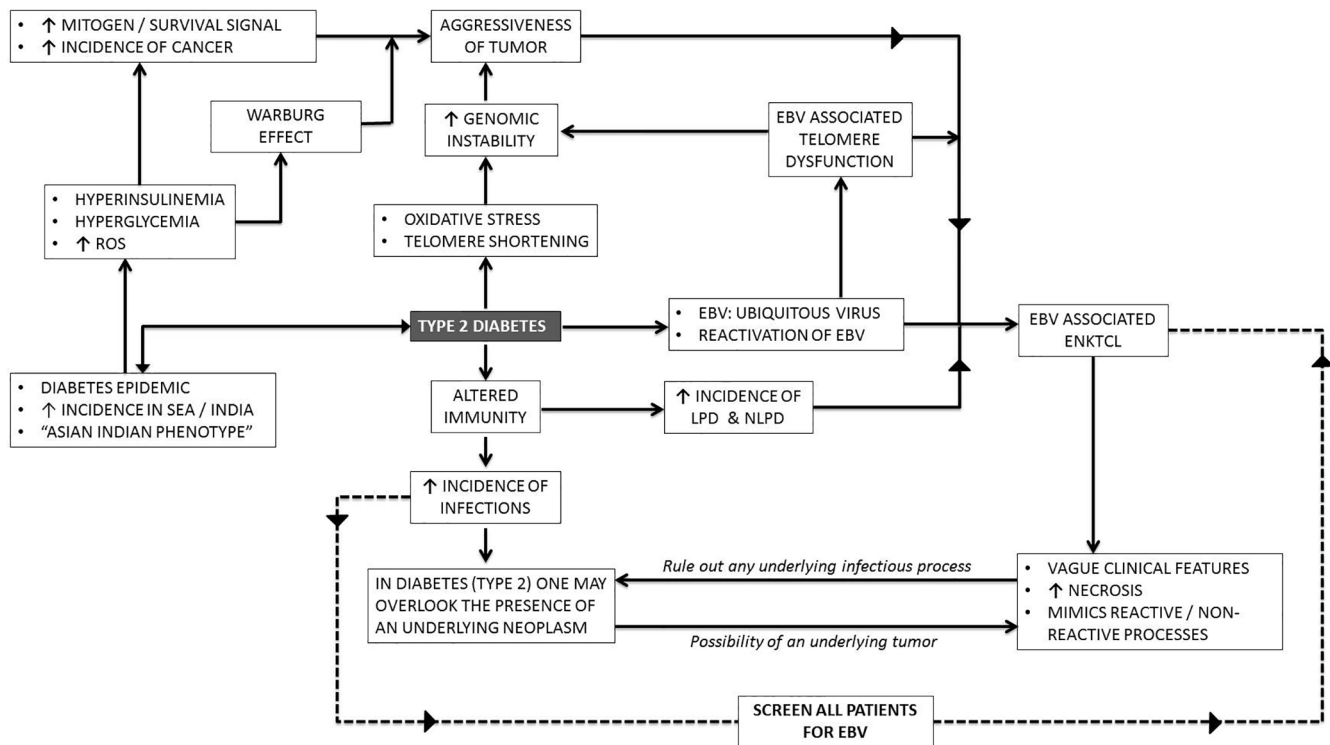 • ↑ MITOGEN / SURVIVAL SIGNAL
• ↑ INCIDENCE OF CANCER
AGGRESSIVENESS
OF TUMOR
WARBURG
EFFECT
↑ GENOMIC
INSTABILITY
EBV ASSOCIATED
TELOMERE
DYSFUNCTION
• HYPERINSULINEMIA
• HYPERGLYCEMIA
• ↑ ROS
• OXIDATIVE STRESS
• TELOMERE SHORTENING
TYPE 2 DIABETES
• EBV: UBIQUITOUS VIRUS
• REACTIVATION OF EBV
EBV ASSOCIATED
ENKTCL
• DIABETES EPIDEMIC
• ↑ INCIDENCE IN SEA / INDIA
• “ASIAN INDIAN PHENOTYPE”
ALTERED
IMMUNITY
↑ INCIDENCE OF
LPD & NLPD
↑ INCIDENCE OF
INFECTIONS
IN DIABETES (TYPE 2) ONE MAY
OVERLOOK THE PRESENCE OF
AN UNDERLYING NEOPLASM
Rule out any underlying infectious process
Possibility of an underlying tumor
• VAGUE CLINICAL FEATURES
• ↑ NECROSIS
• MIMICS REACTIVE / NON-
REACTIVE PROCESSES
SCREEN ALL PATIENTS
FOR EBV